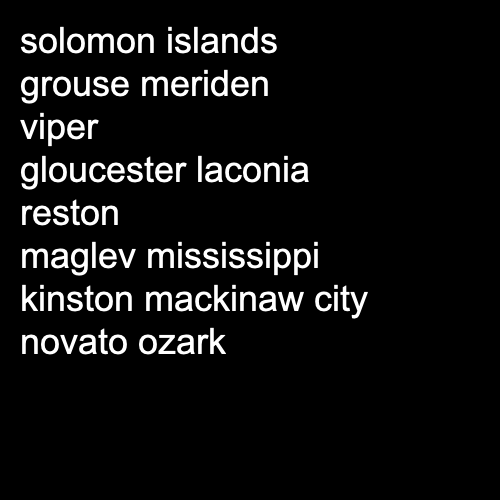 solomon islands
grouse meriden
viper
gloucester laconia
reston
maglev mississippi
kinston mackinaw city
novato ozark